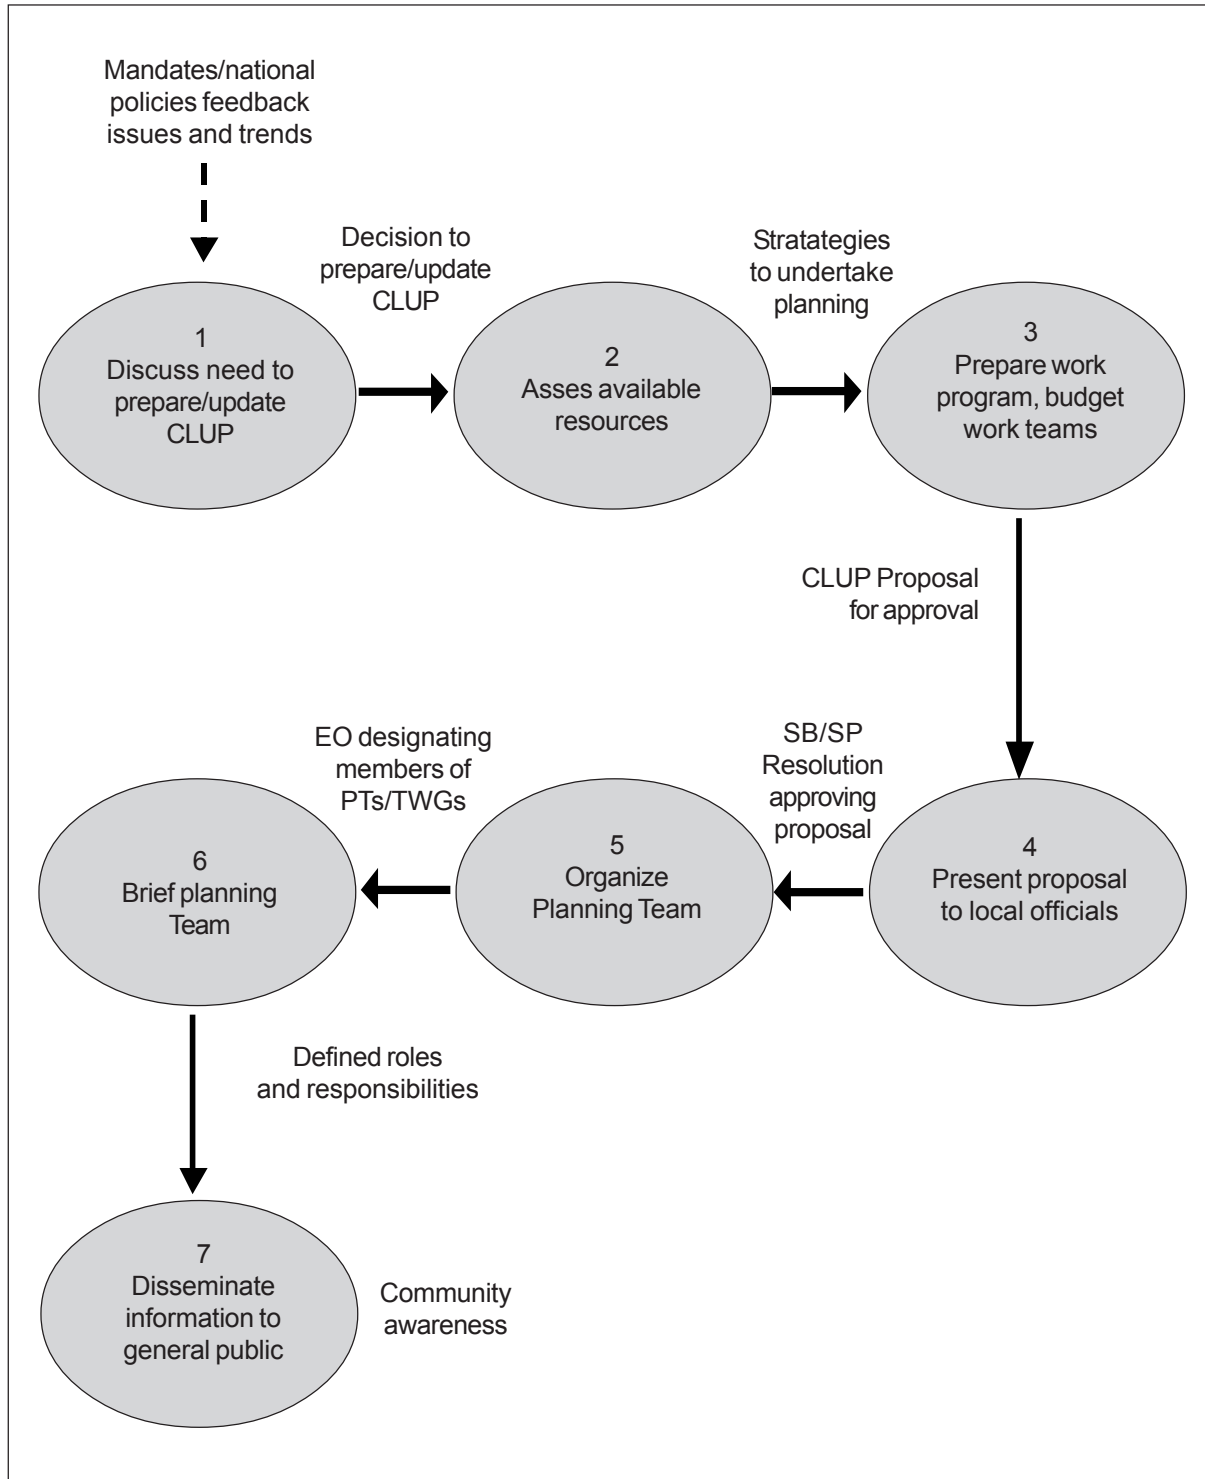 Mandates/national
policies feedback
issues and trends
Decision to
prepare/update
CLUP
Stratategies
to undertake
planning
1
Discuss need to
prepare/update
CLUP
2
Asses available
resources
3
Prepare work
program, budget
work teams
CLUP Proposal
for approval
SB/SP
Resolution
approving
proposal
4
Present proposal
to local officials
5
Organize
Planning Team
EO designating
members of
PTs/TWGs
6
Brief planning
Team
Defined roles
and responsibilities
7
Disseminate
information to
general public
Community
awareness